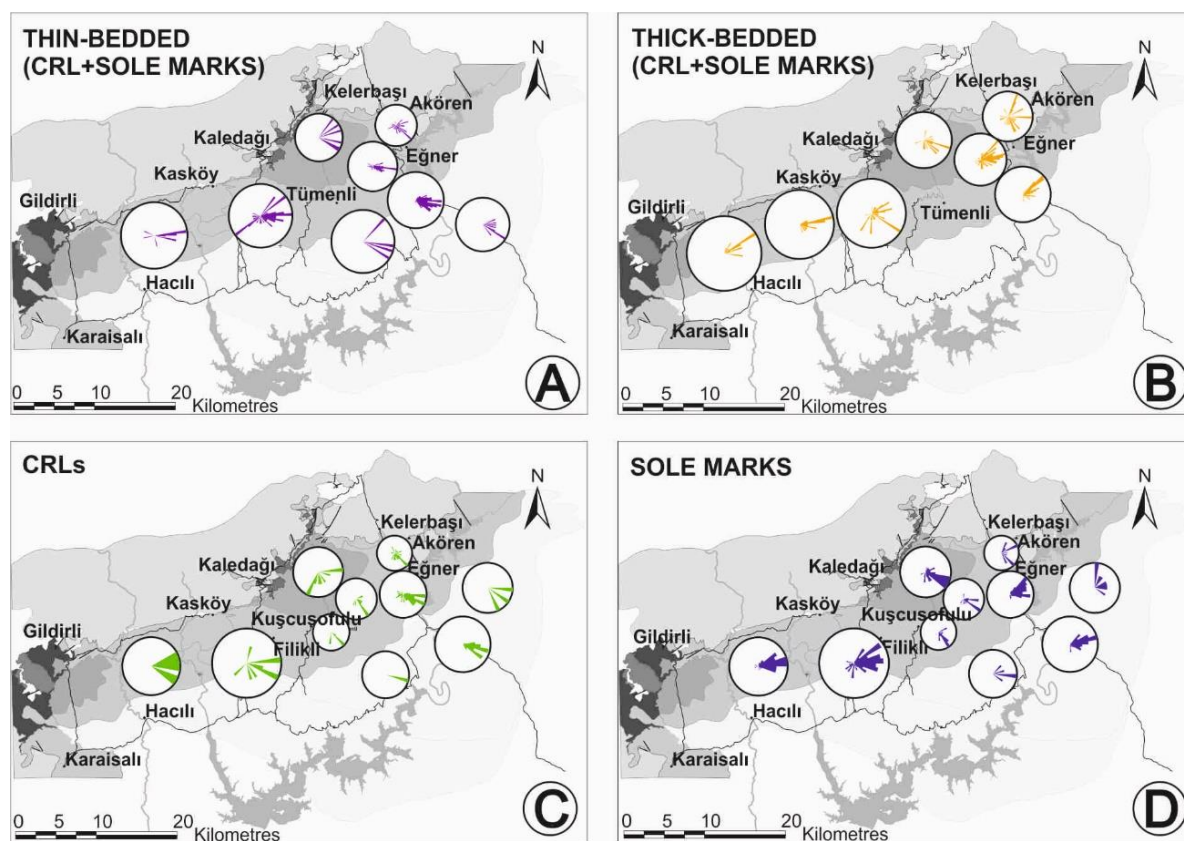 THIN-BEDDED
(CRL+SOLE MARKS)
N
Kelerbaşı
Akören
Kaledağı
Eğner
Kasköy
Gildirli
Tümenli
Hacılı
Karaisalı
0 5 10 20
Kilometres
A
THICK-BEDDED
(CRL+SOLE MARKS)
N
Kelerbaşı
Akören
Kaledağı
Eğner
Kasköy
Gildirli
Tümenli
Hacılı
Karaisalı
0 5 10 20
Kilometres
B
CRLs
N
Kelerbaşı
Akören
Kaledağı
Eğner
Kasköy
Kuşcusofulu
Gildirli
Filikli
Hacılı
Karaisalı
0 5 10 20
Kilometres
C
SOLE MARKS
N
Kelerbaşı
Akören
Kaledağı
Eğner
Kasköy
Kuşcusofulu
Gildirli
Filikli
Hacılı
Karaisalı
0 5 10 20
Kilometres
D